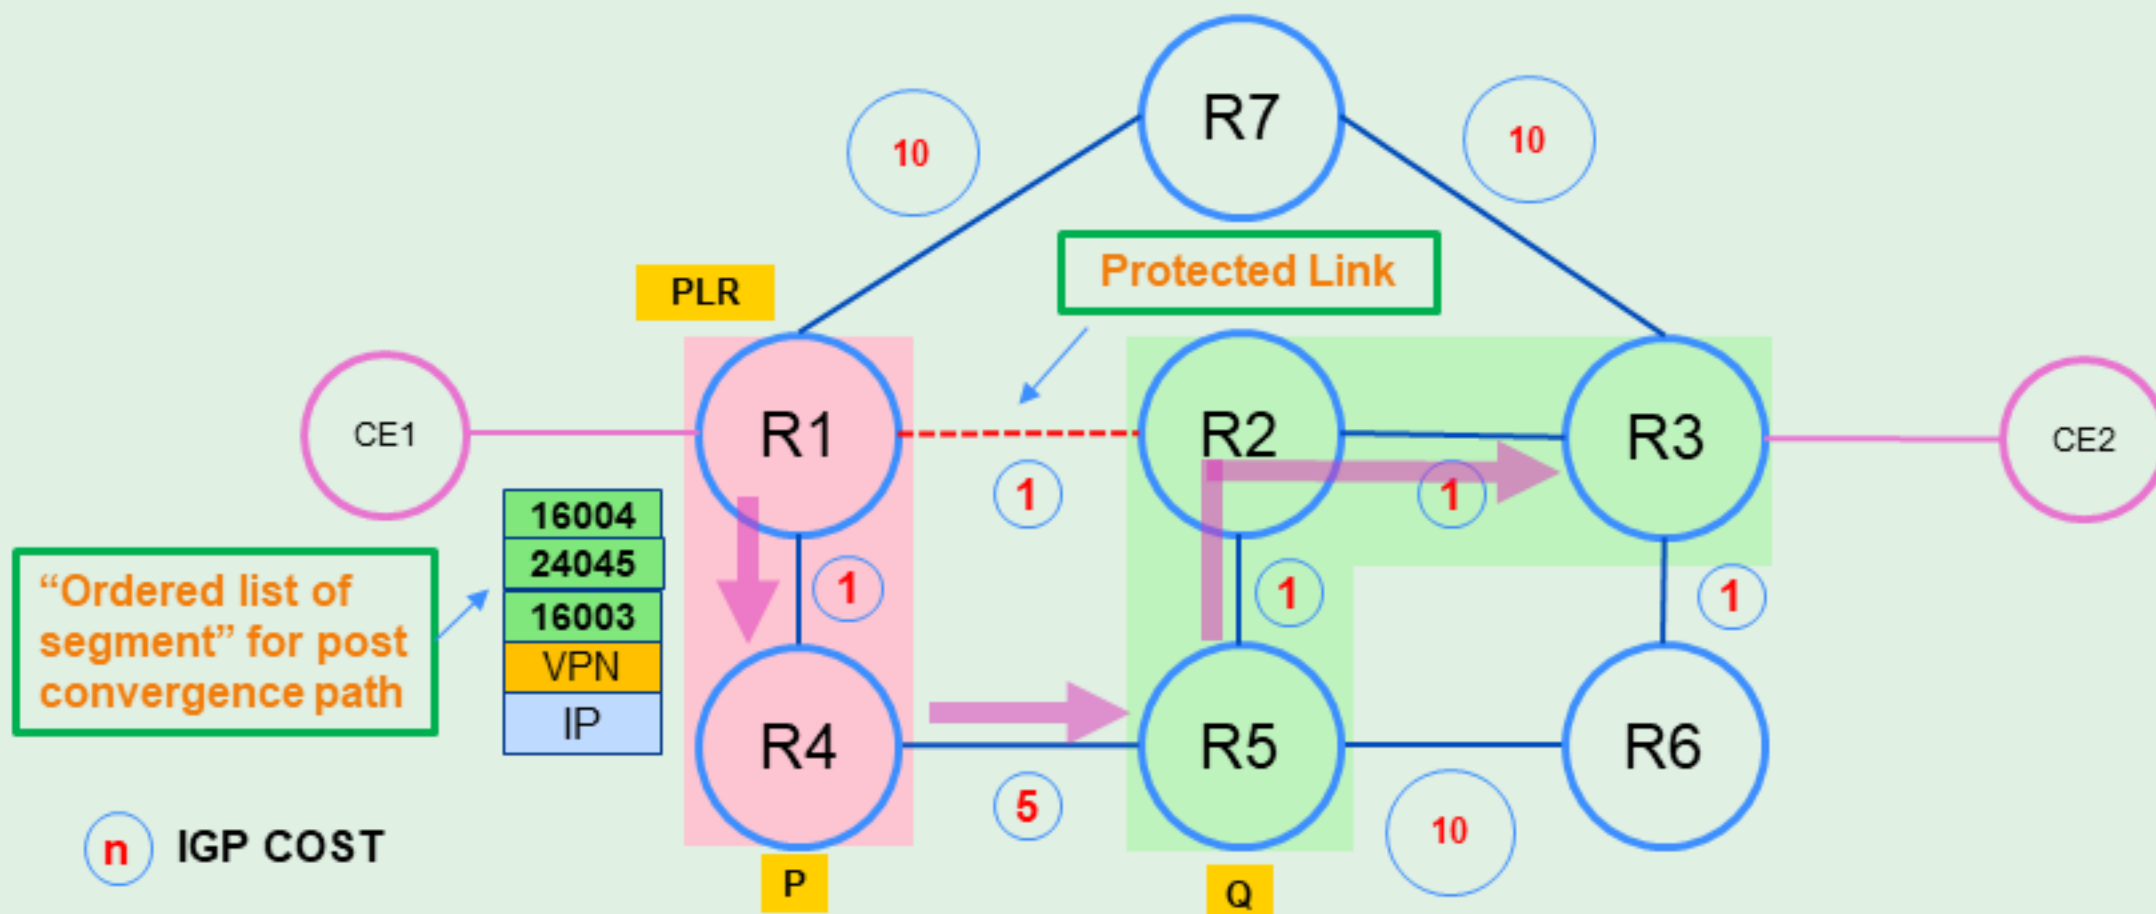 R7
10
10
Protected Link
PLR
CE1
R1
R2
R3
CE2
1
1
16004
24045
16003
VPN
IP
“Ordered list of
segment” for post
convergence path
1
1
1
R4
R5
R6
5
10
n IGP COST
P
Q